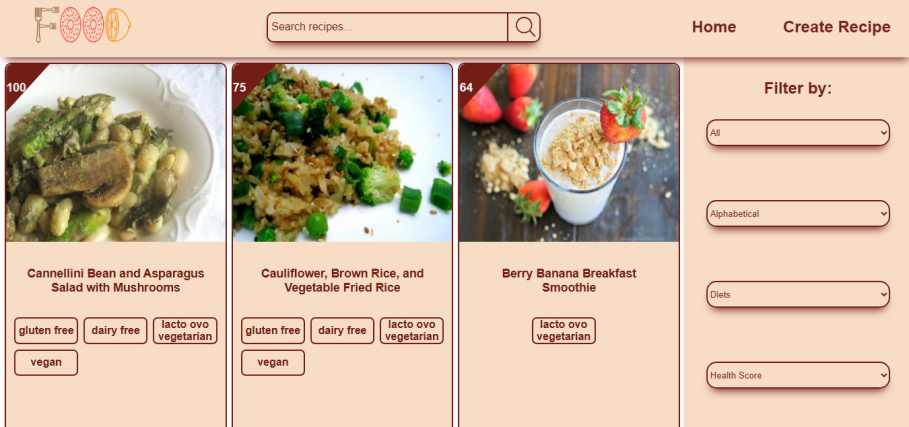 FOOD
Search recipes...
Home
Create Recipe
100
75
64
Cannellini Bean and Asparagus
Salad with Mushrooms
gluten free
dairy free
lacto ovo
vegetarian
vegan
Cauliflower, Brown Rice, and
Vegetable Fried Rice
gluten free
dairy free
lacto ovo
vegetarian
vegan
Berry Banana Breakfast
Smoothie
lacto ovo
vegetarian
Filter by:
All
Alphabetical
Diets
Health Score